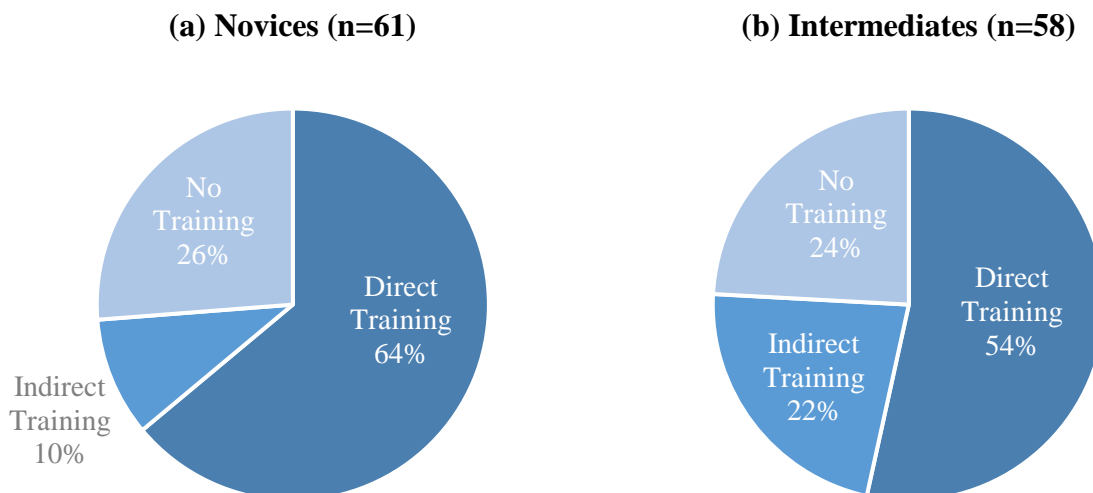 (a) Novices (n=61)
No
Training
26%
Direct
Training
64%
Indirect
Training
10%
(b) Intermediates (n=58)
No
Training
24%
Direct
Training
54%
Indirect
Training
22%